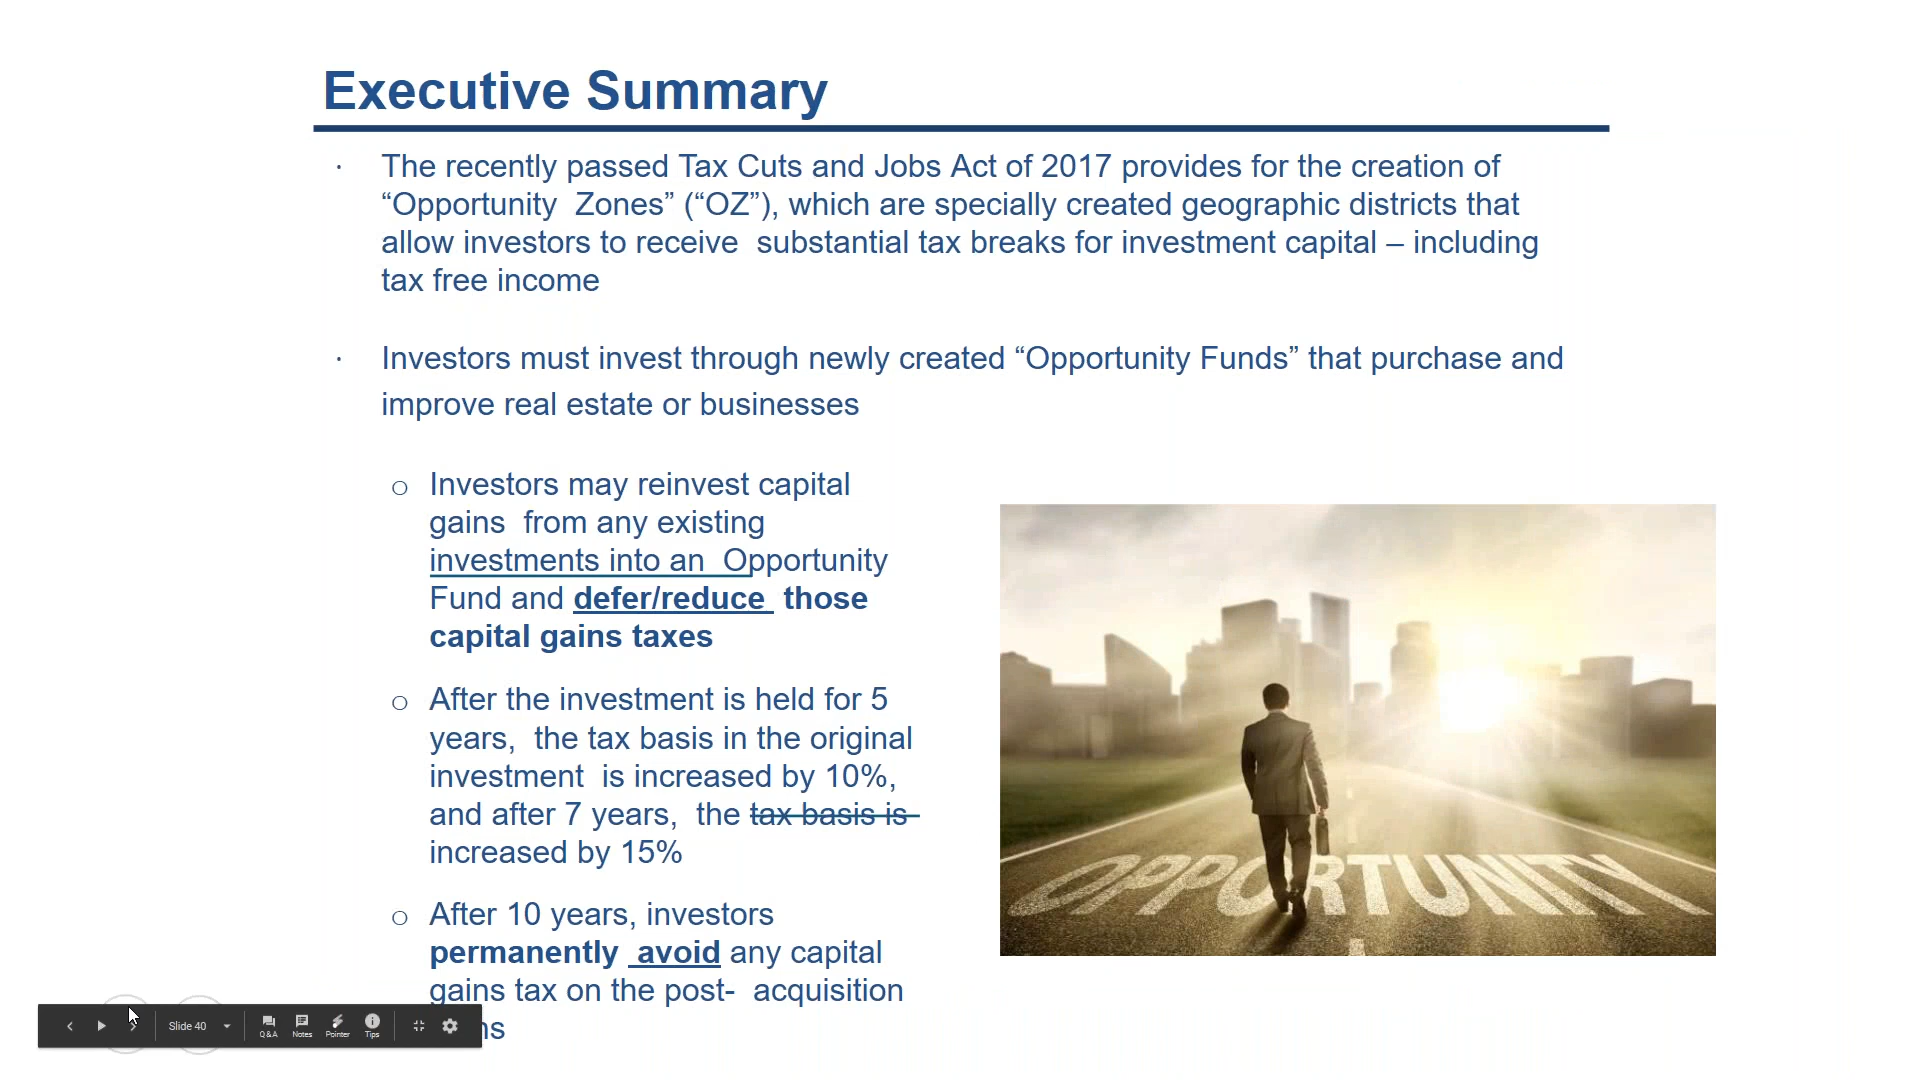 Executive Summary
· The recently passed Tax Cuts and Jobs Act of 2017 provides for the creation of
“Opportunity  Zones” (“OZ”), which are specially created geographic districts that
allow investors to receive  substantial tax breaks for investment capital – including
tax free income
· Investors must invest through newly created “Opportunity Funds” that purchase and
improve real estate or businesses
o Investors may reinvest capital
gains  from any existing
investments into an  Opportunity
Fund and defer/reduce  those
capital gains taxes
o After the investment is held for 5
years,  the tax basis in the original
investment  is increased by 10%,
and after 7 years,  the tax basis is
increased by 15%
o After 10 years, investors
permanently  avoid any capital
gains tax on the post-  acquisition
OPPORTUNITY
Slide 40
Q&A
Notes
Pointer
Tips